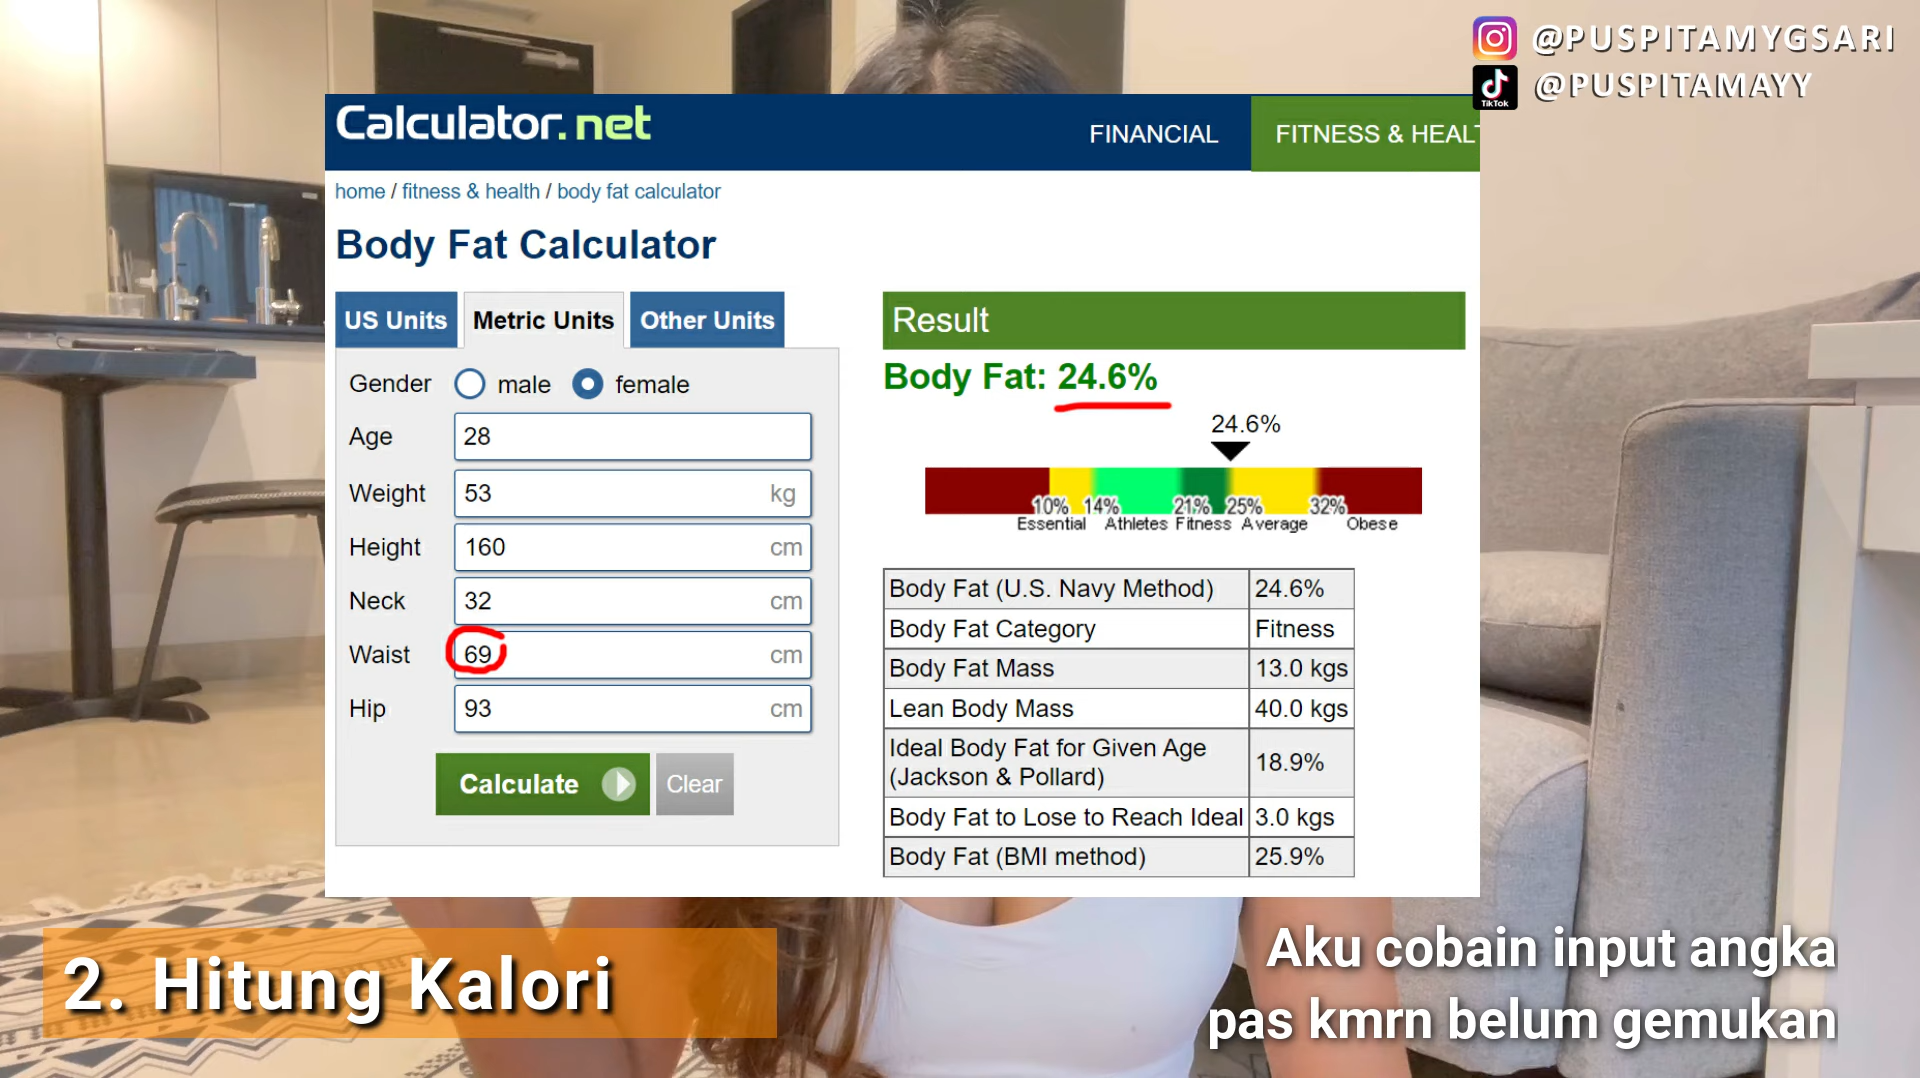 @PUSPITAMYGSARI
TikTok
@PUSPITAMAYY
Calculator.net
FINANCIAL
FITNESS & HEALT
home / fitness & health / body fat calculator
Body Fat Calculator
US Units
Metric Units
Other Units
Gender
male
female
Age
28
Weight
53
kg
Height
160
cm
Neck
32
cm
Waist
69
cm
Hip
93
cm
Calculate
Clear
Result
Body Fat: 24.6%
24.6%
10% 14% 21% 25% 32%
Essential Athletes Fitness Average Obese
Body Fat (U.S. Navy Method) 24.6%
Body Fat Category Fitness
Body Fat Mass 13.0 kgs
Lean Body Mass 40.0 kgs
Ideal Body Fat for Given Age
(Jackson & Pollard) 18.9%
Body Fat to Lose to Reach Ideal 3.0 kgs
Body Fat (BMI method) 25.9%
2. Hitung Kalori
Aku cobain input angka
pas kmrn belum gemukan